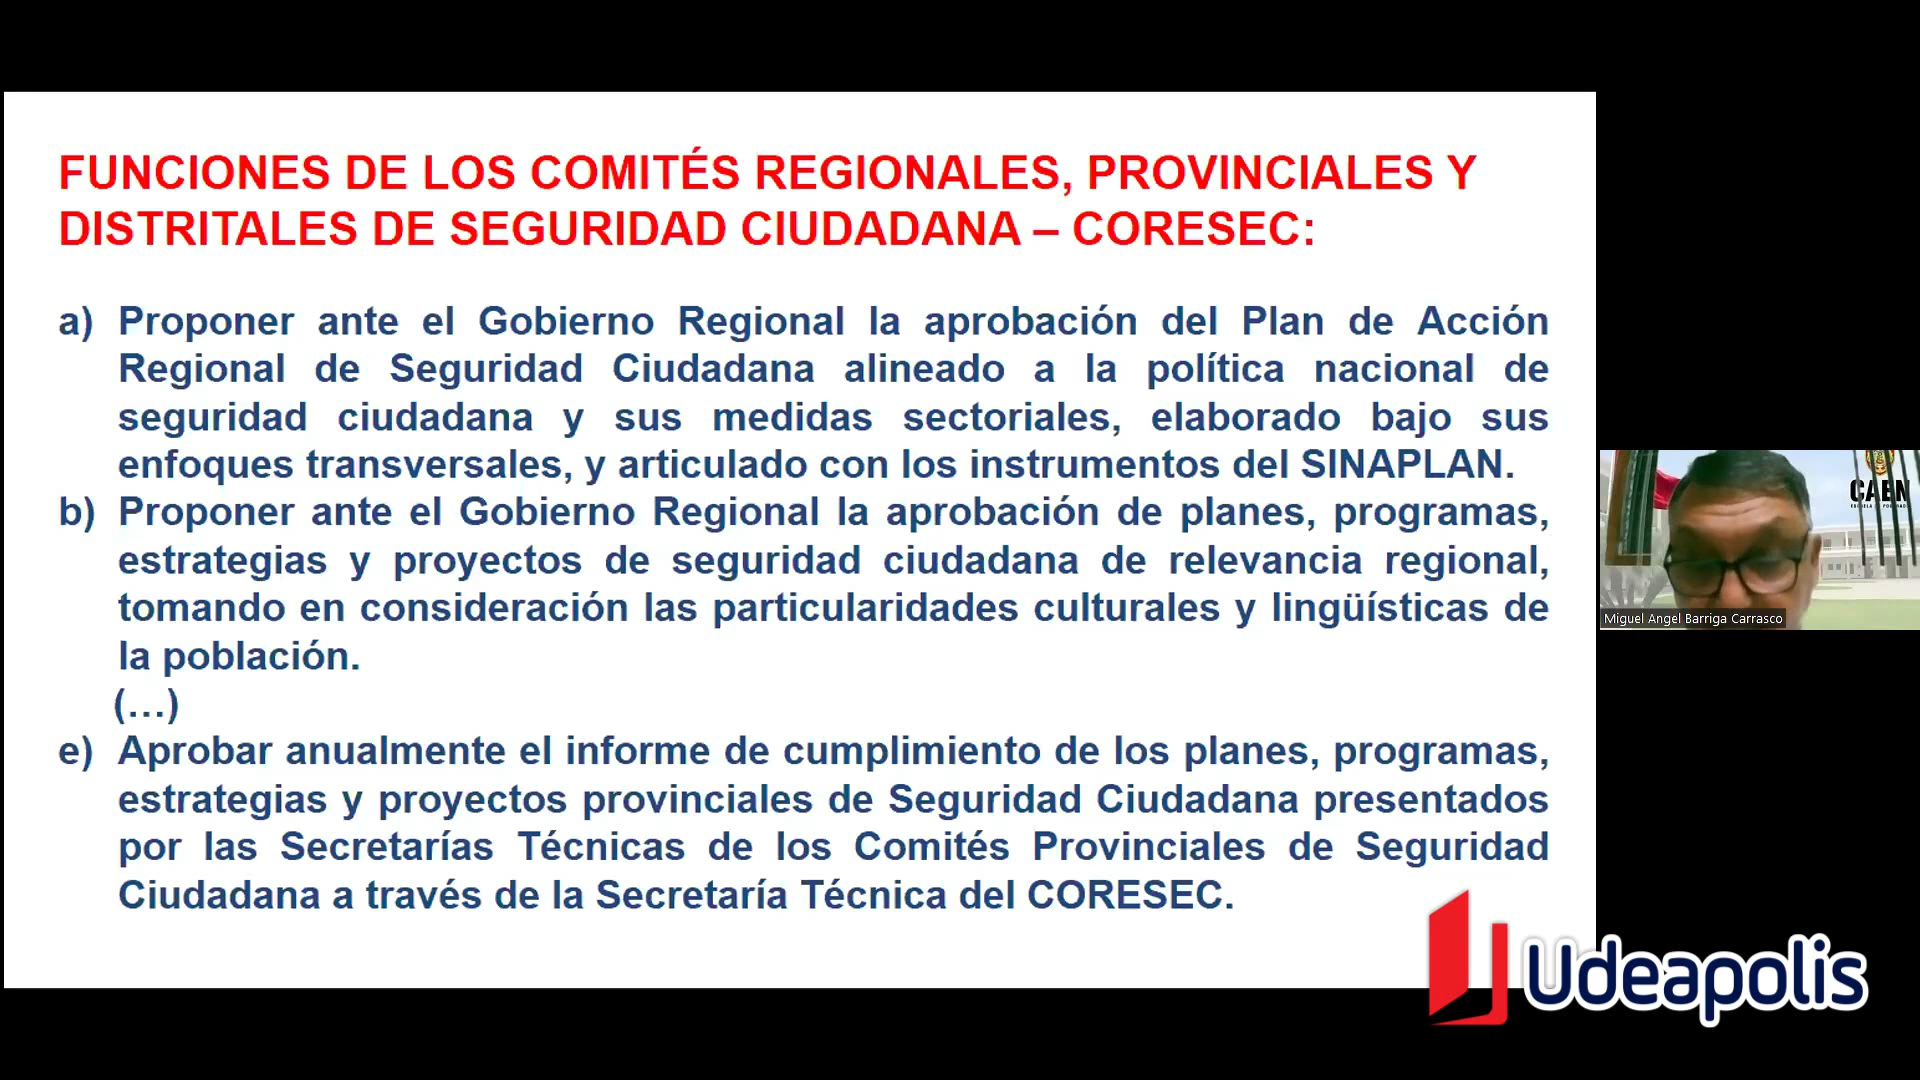 FUNCIONES DE LOS COMITÉS REGIONALES, PROVINCIALES Y
DISTRITALES DE SEGURIDAD CIUDADANA – CORESEC:
a) Proponer ante el Gobierno Regional la aprobación del Plan de Acción
Regional de Seguridad Ciudadana alineado a la política nacional de
seguridad ciudadana y sus medidas sectoriales, elaborado bajo sus
enfoques transversales, y articulado con los instrumentos del SINAPLAN.
b) Proponer ante el Gobierno Regional la aprobación de planes, programas,
estrategias y proyectos de seguridad ciudadana de relevancia regional,
tomando en consideración las particularidades culturales y lingüísticas de
la población.
(...)
e) Aprobar anualmente el informe de cumplimiento de los planes, programas,
estrategias y proyectos provinciales de Seguridad Ciudadana presentados
por las Secretarías Técnicas de los Comités Provinciales de Seguridad
Ciudadana a través de la Secretaría Técnica del CORESEC.
CAEN
Miguel Angel Barriga Carrasco
Udeapolis